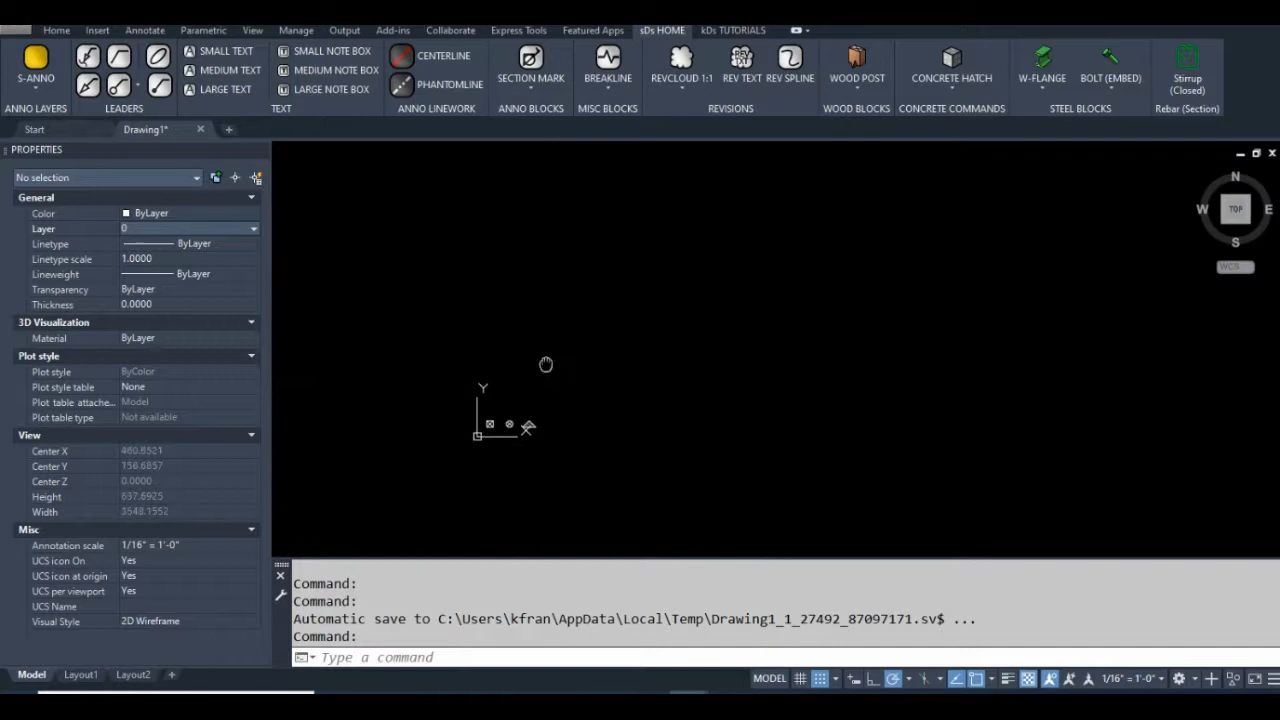 Home Insert Annotate Parametric View Manage Output Add-ins Collaborate Express Tools Featured Apps sDs HOME kDs TUTORIALS
S-ANNO
SMALL TEXT
MEDIUM TEXT
LARGE TEXT
SMALL NOTE BOX
MEDIUM NOTE BOX
LARGE NOTE BOX
CENTERLINE
PHANTOMLINE
SECTION MARK
BREAKLINE
REVCLOUD 1:1
REV TEXT
REV SPLINE
WOOD POST
CONCRETE HATCH
W-FLANGE
BOLT (EMBED)
Stirrup
(Closed)
ANNO LAYERS LEADERS TEXT ANNO LINEWORK ANNO BLOCKS MISC BLOCKS REVISIONS WOOD BLOCKS CONCRETE COMMANDS STEEL BLOCKS Rebar (Section)
Start Drawing1*
PROPERTIES
No selection
General
Color ByLayer
Layer 0
Linetype ByLayer
Linetype scale 1.0000
Lineweight ByLayer
Transparency ByLayer
Thickness 0.0000
3D Visualization
Material ByLayer
Plot style
Plot style ByColor
Plot style table None
Plot table attache... Model
Plot table type Not available
View
Center X 460.6521
Center Y 156.6857
Center Z 0.0000
Height 637.6925
Width 3548.1552
Misc
Annotation scale 1/16" = 1'-0"
UCS icon On Yes
UCS icon at origin Yes
UCS per viewport Yes
UCS Name
Visual Style 2D Wireframe
N
W TOP E
S
WCS
Y
X
Command:
Command:
Automatic save to C:\Users\kfran\AppData\Local\Temp\Drawing1_1_27492_87097171.sv$ ...
Command:
Type a command
Model Layout1 Layout2
MODEL 1/16" = 1'-0"